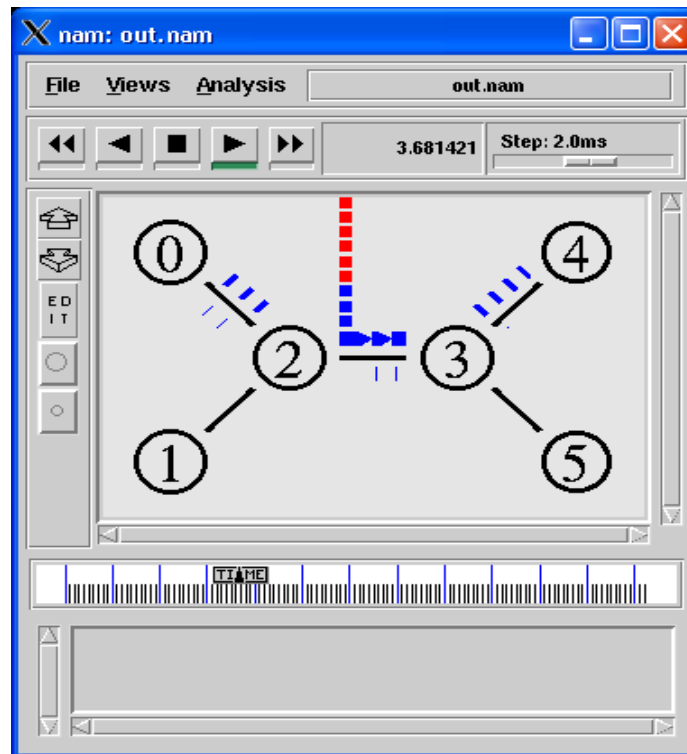 nam: out.nam
File Views Analysis out.nam
3.681421 Step: 2.0ms
ED
IT
0 4
2 3
1 5
TIME